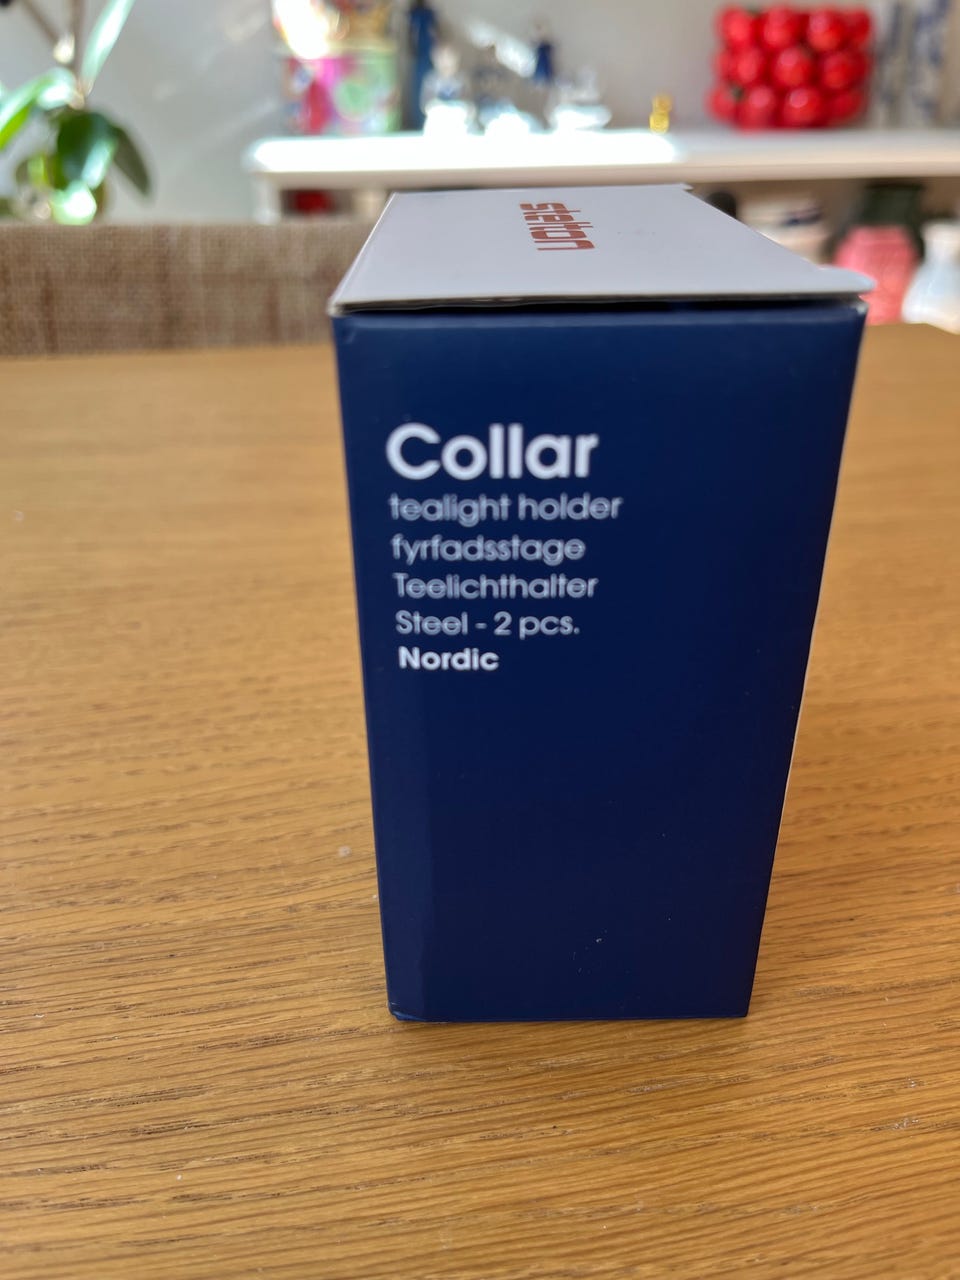 stelton
Collar
tealight holder
fyrfadsstage
Teelichthalter
Steel - 2 pcs.
Nordic